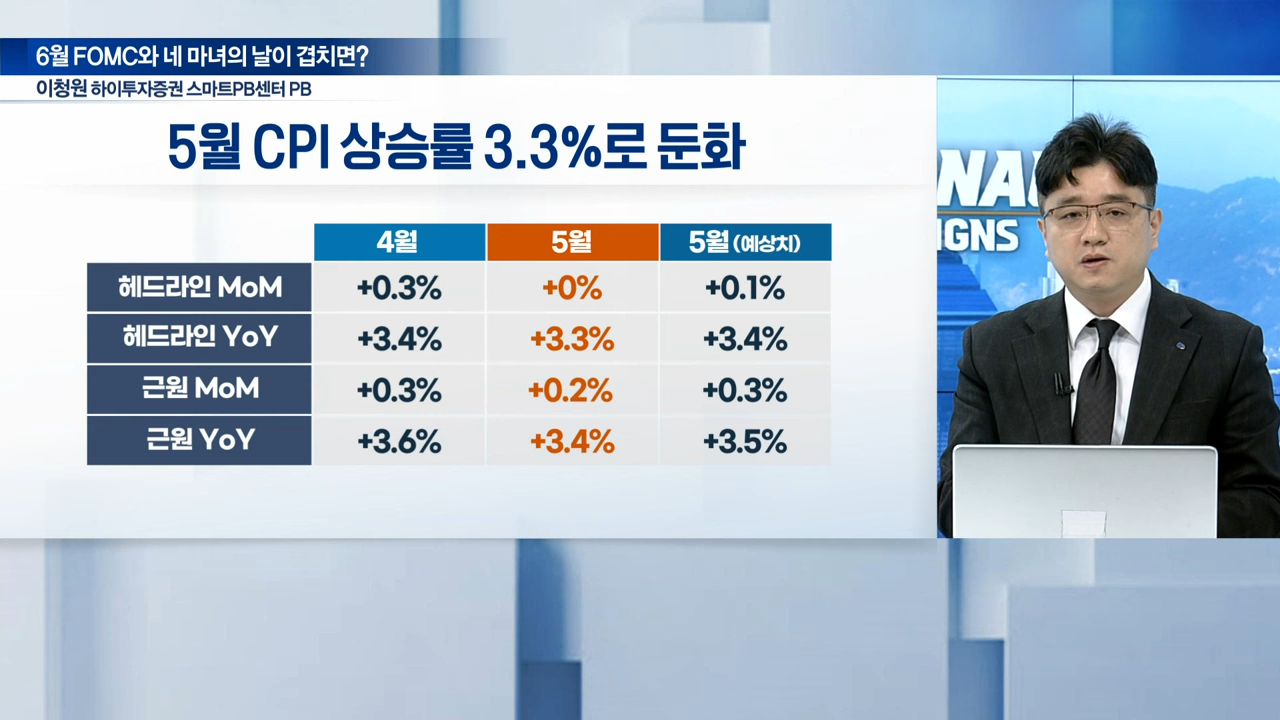 6월 FOMC와 네 마녀의 날이 겹치면?
이청원 하이투자증권 스마트PB센터 PB
5월 CPI 상승률 3.3%로 둔화
4월 5월 5월 (예상치)
헤드라인 MoM +0.3% +0% +0.1%
헤드라인 YoY +3.4% +3.3% +3.4%
근원 MoM +0.3% +0.2% +0.3%
근원 YoY +3.6% +3.4% +3.5%
IGNS